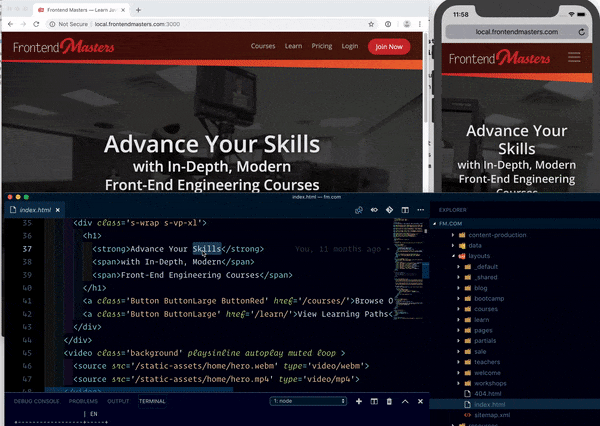 Frontend Masters — Learn Jav
Not Secure | local.frontendmasters.com:3000
Frontend Masters
Courses Learn Pricing Login Join Now
Advance Your Skills
with In-Depth, Modern
Front-End Engineering Courses
11:58
local.frontendmasters.com
Frontend Masters
Advance Your
Skills
with In-Depth, Modern
Front-End Engineering
Courses
index.html — fm.com
index.html
35 <div class='s-wrap s-vp-xl'>
36 <h1>
37 <strong>Advance Your Skills</strong> You, 11 months ago •
38 <span>with In-Depth, Modern</span>
39 <span>Front-End Engineering Courses</span>
40 </h1>
41 <a class='Button ButtonLarge ButtonRed' href='/courses/'>Browse O
42 <a class='Button ButtonLarge' href='/learn/'>View Learning Paths<
43 </div>
44 </div>
45 <video class='background' playsinline autoplay muted loop >
46 <source src='/static-assets/home/hero.webm' type='video/webm'>
47 <source src='/static-assets/home/hero.mp4' type='video/mp4'>
48 </video>
DEBUG CONSOLE PROBLEMS OUTPUT TERMINAL 1: node
| EN
EXPLORER
FM.COM
content-production
data
layouts
_default
_shared
blog
bootcamp
courses
learn
pages
partials
sale
teachers
welcome
workshops
404.html
index.html
sitemap.xml
resources